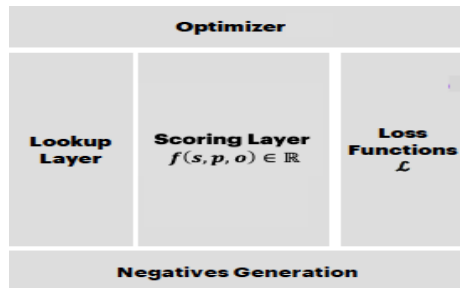 Optimizer
Lookup
Layer
Scoring Layer
f(s, p, o) ∈ ℝ
Loss
Functions
ℒ
Negatives Generation